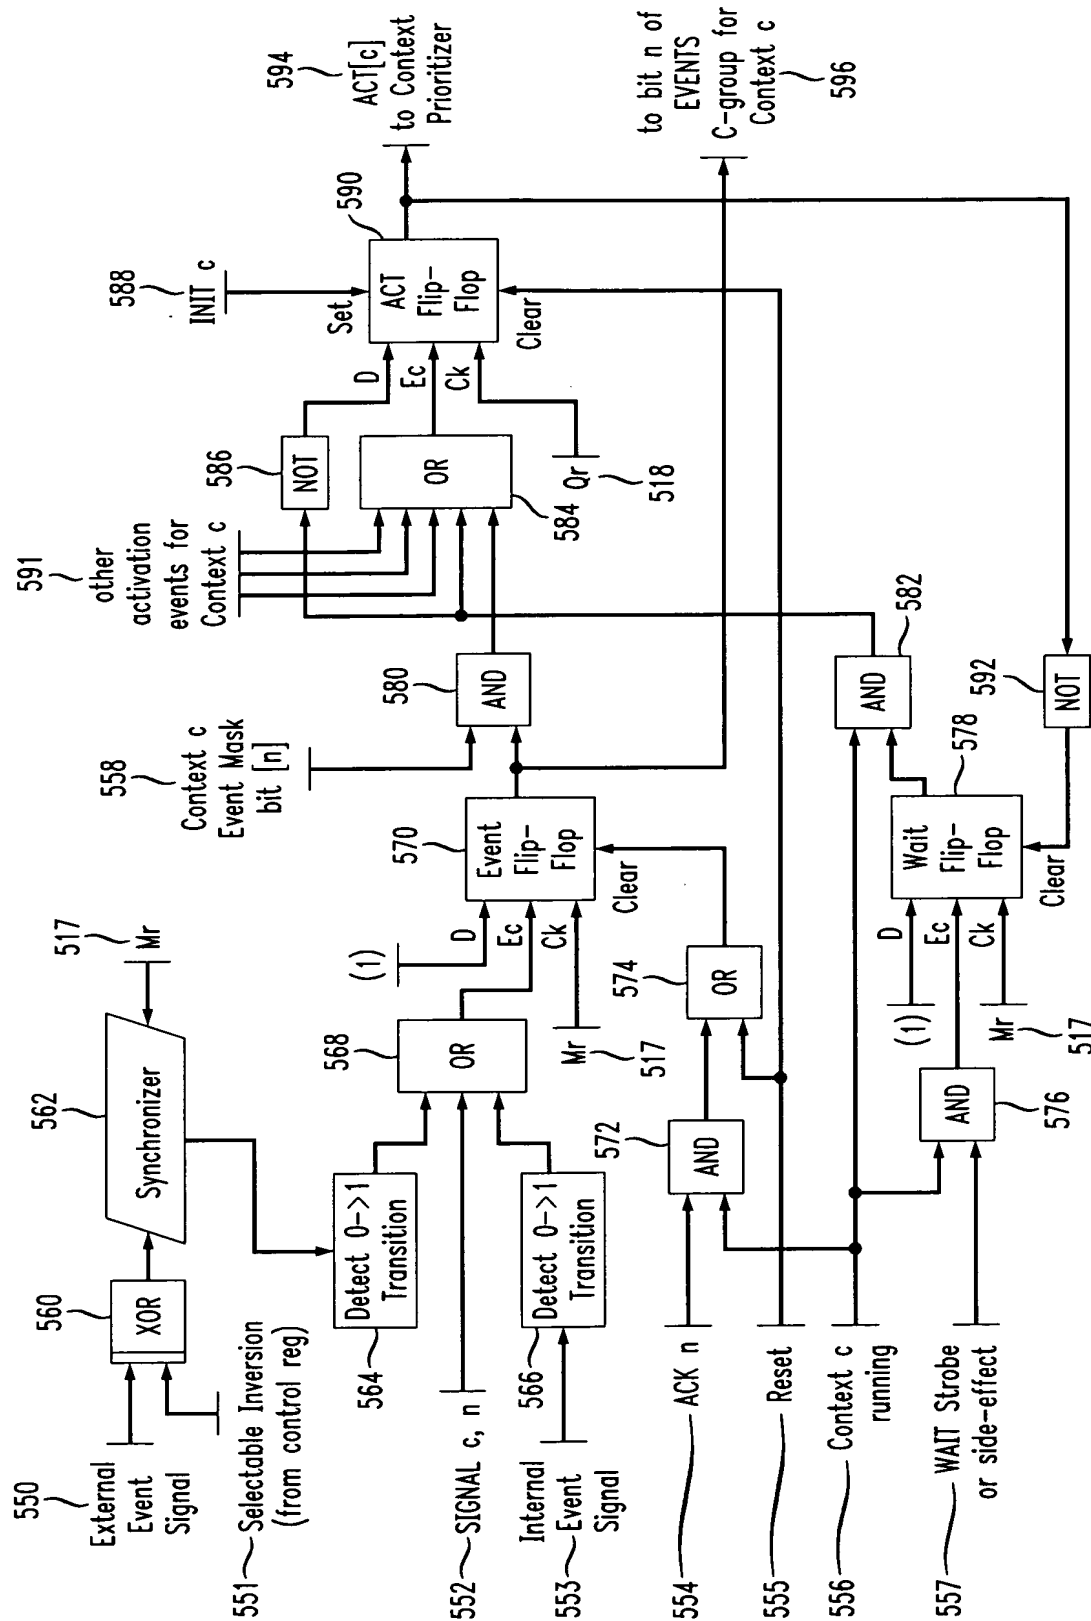 550
External
Event
Signal
551
Selectable Inversion
(from control reg)
560
XOR
562
Synchronizer
517
Mr
564
Detect 0->1
Transition
552
SIGNAL c, n
553
Internal
Event
Signal
566
Detect 0->1
Transition
568
OR
(1)
D
Ec
Ck
Mr
517
570
Event
Flip-
Flop
Clear
558
Context c
Event Mask
bit [n]
580
AND
591
other
activation
events for
Context c
586
NOT
584
OR
Qr
518
588
INIT c
Set
D
Ec
Ck
590
ACT
Flip-
Flop
Clear
594
ACT[c]
to Context
Prioritizer
to bit n of
EVENTS
C-group for
Context c
596
554
ACK n
572
AND
574
OR
555
Reset
556
Context c
running
557
WAIT Strobe
or side-effect
576
AND
(1)
D
Ec
Ck
Mr
517
578
Wait
Flip-
Flop
Clear
582
AND
592
NOT